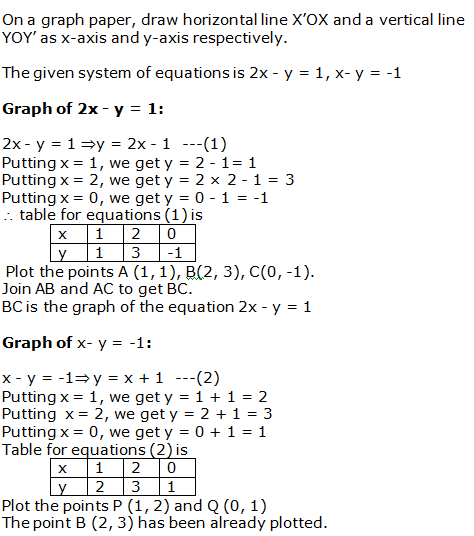 On a graph paper, draw horizontal line X'OX and a vertical line
YOY' as x-axis and y-axis respectively.
The given system of equations is 2x - y = 1, x- y = -1
Graph of 2x - y = 1:
2x - y = 1 ⇒y = 2x - 1 ---(1)
Putting x = 1, we get y = 2 - 1= 1
Putting x = 2, we get y = 2 × 2 - 1 = 3
Putting x = 0, we get y = 0 - 1 = -1
∴ table for equations (1) is
x 1 2 0
y 1 3 -1
Plot the points A (1, 1), B(2, 3), C(0, -1).
Join AB and AC to get BC.
BC is the graph of the equation 2x - y = 1
Graph of x- y = -1:
x - y = -1⇒y = x + 1 ---(2)
Putting x = 1, we get y = 1 + 1 = 2
Putting x = 2, we get y = 2 + 1 = 3
Putting x = 0, we get y = 0 + 1 = 1
Table for equations (2) is
x 1 2 0
y 2 3 1
Plot the points P (1, 2) and Q (0, 1)
The point B (2, 3) has been already plotted.